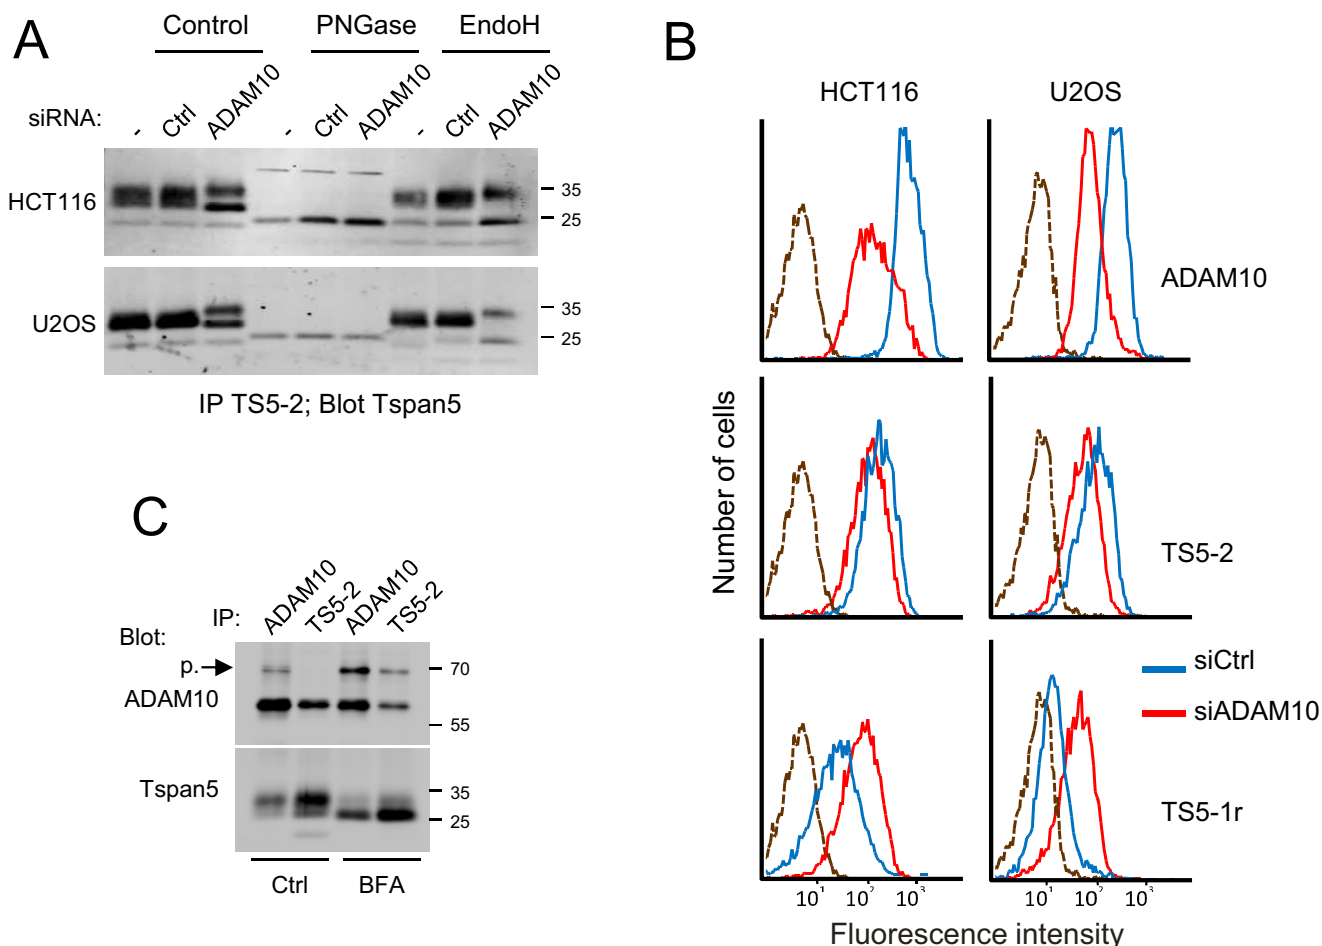 A
Control PNGase EndoH
siRNA: - Ctrl ADAM10 - Ctrl ADAM10 - Ctrl ADAM10
HCT116
35
25
U2OS
35
25
IP TS5-2; Blot Tspan5
B
HCT116 U2OS
ADAM10
TS5-2
TS5-1r
siCtrl
siADAM10
Number of cells
10¹ 10² 10³ 10¹ 10² 10³
Fluorescence intensity
C
IP: ADAM10 TS5-2 ADAM10 TS5-2
Blot:
p.
70
ADAM10
55
Tspan5
35
25
Ctrl BFA